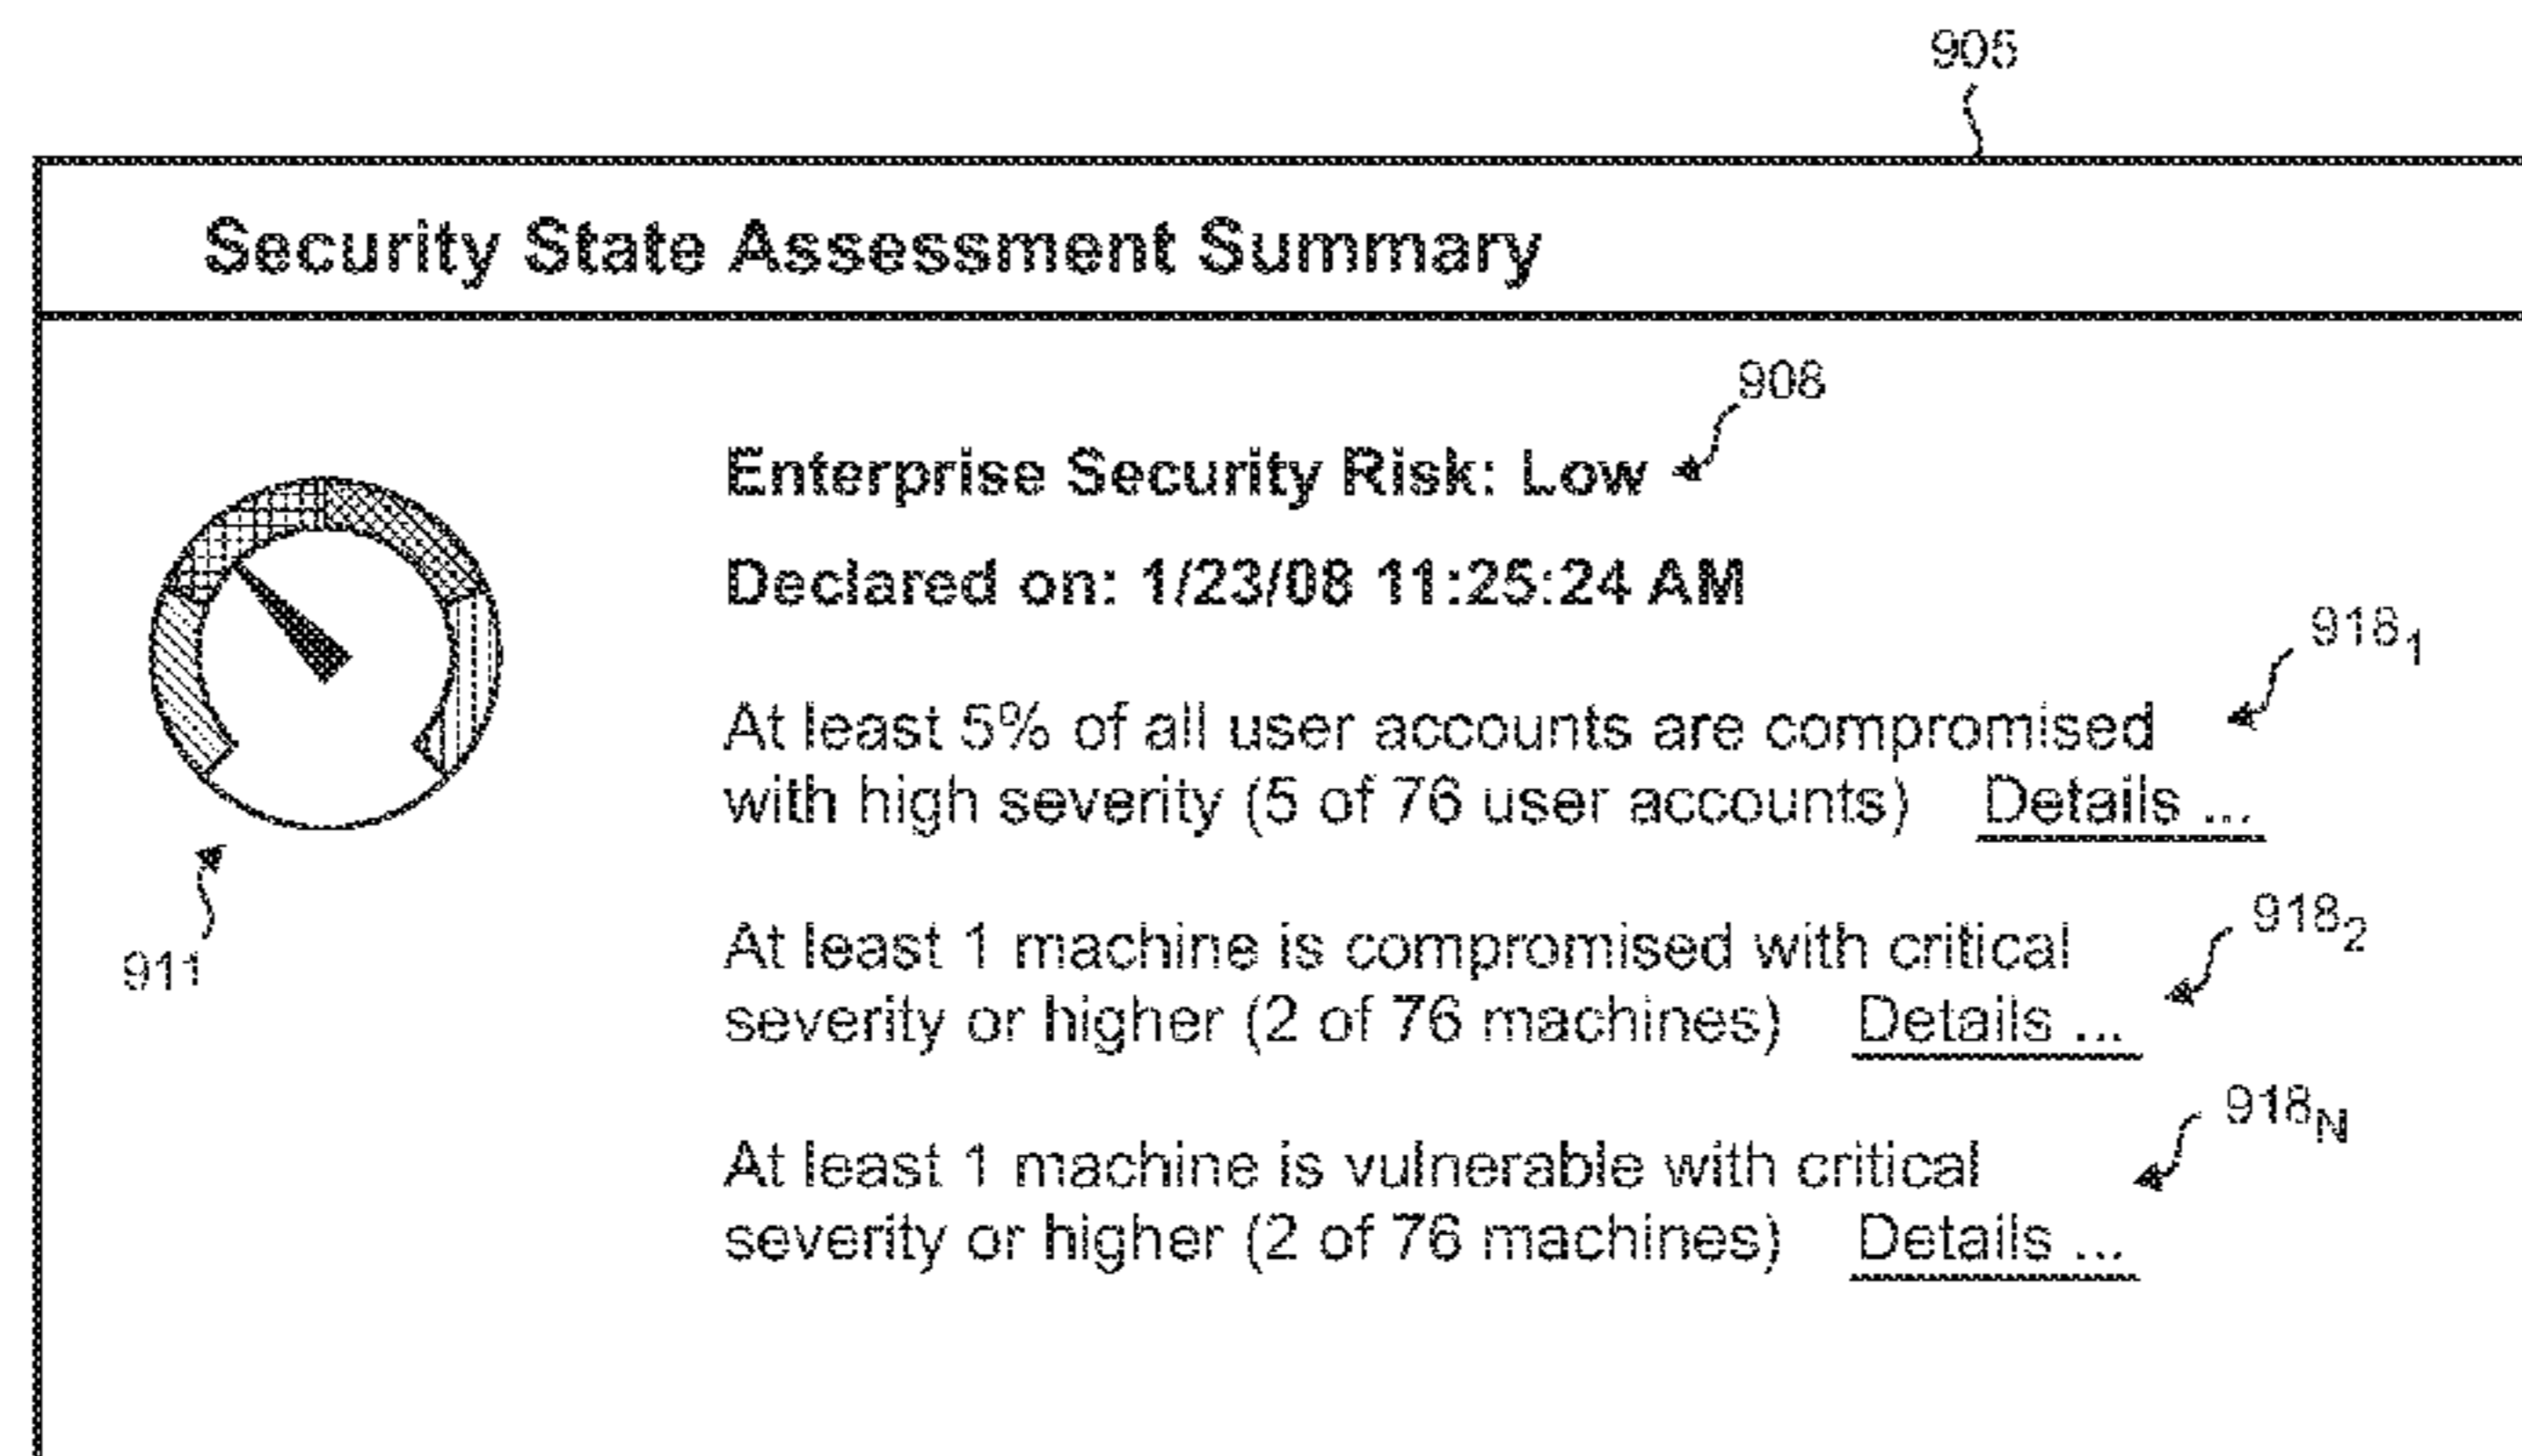 905
Security State Assessment Summary
908
Enterprise Security Risk: Low
Declared on: 1/23/08 11:25:24 AM
918₁
At least 5% of all user accounts are compromised
with high severity (5 of 76 user accounts) Details ...
918₂
911
At least 1 machine is compromised with critical
severity or higher (2 of 76 machines) Details ...
918N
At least 1 machine is vulnerable with critical
severity or higher (2 of 76 machines) Details ...